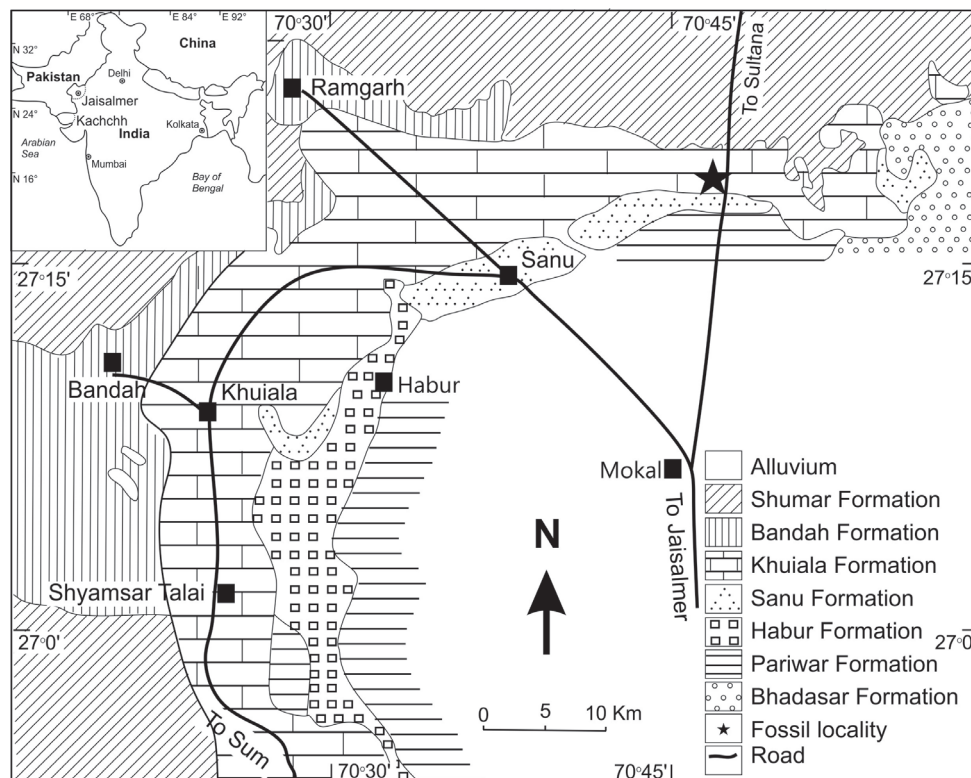 E 68°
E 84°
E 92°
N 32°
N 24°
N 16°
China
Pakistan
Delhi
Jaisalmer
Kachchh
India
Kolkata
Arabian
Sea
Mumbai
Bay of
Bengal
70°30'
70°45'
To Sultana
Ramgarh
Sanu
27°15'
27°15'
Bandah
Khuiala
Habur
Mokal
To Jaisalmer
Shyamsar Talai
27°0'
27°0
N
0 5 10 Km
To Sum
70°30'
70°45'
Alluvium
Shumar Formation
Bandah Formation
Khuiala Formation
Sanu Formation
Habur Formation
Pariwar Formation
Bhadasar Formation
Fossil locality
Road